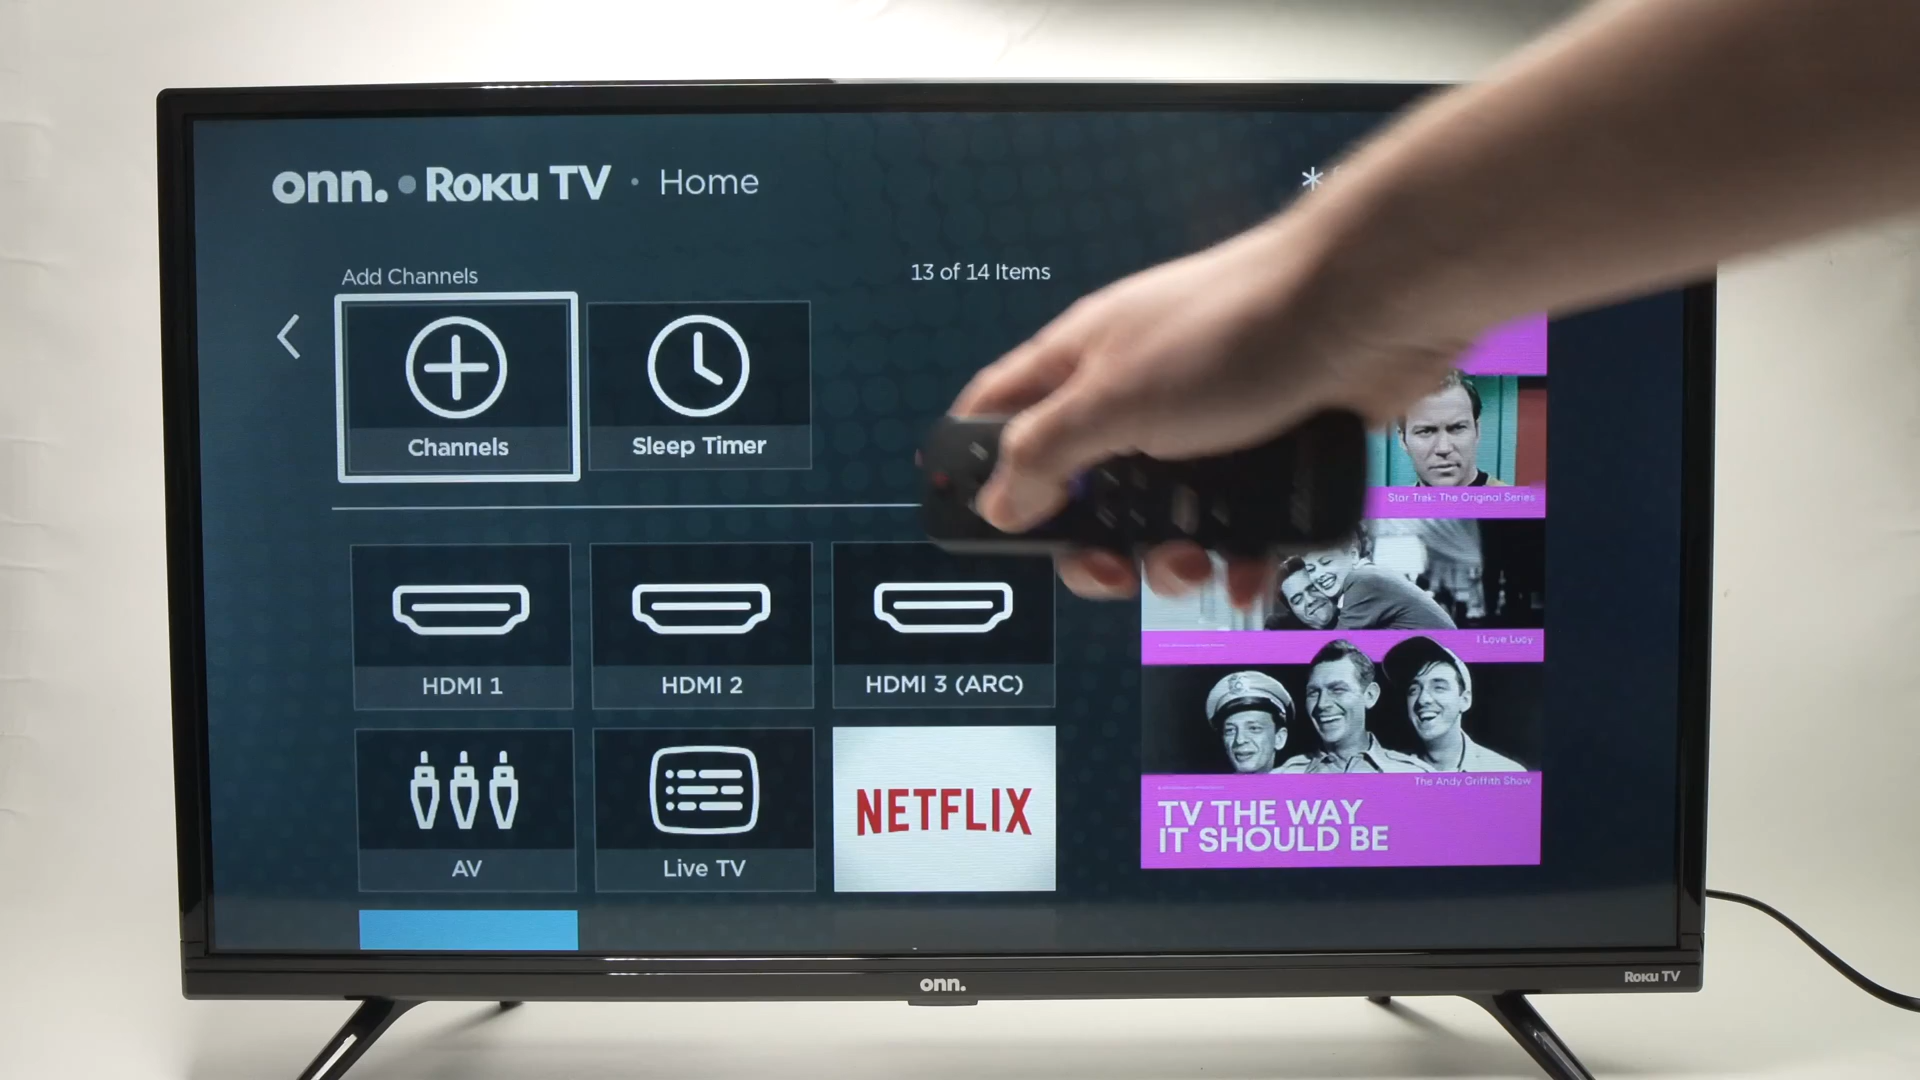 onn. • Roku TV • Home
*
Add Channels
13 of 14 Items
Channels
Sleep Timer
Star Trek: The Original Series
HDMI 1
HDMI 2
HDMI 3 (ARC)
I Love Lucy
AV
Live TV
NETFLIX
The Andy Griffith Show
TV THE WAY
IT SHOULD BE
onn.
Roku TV